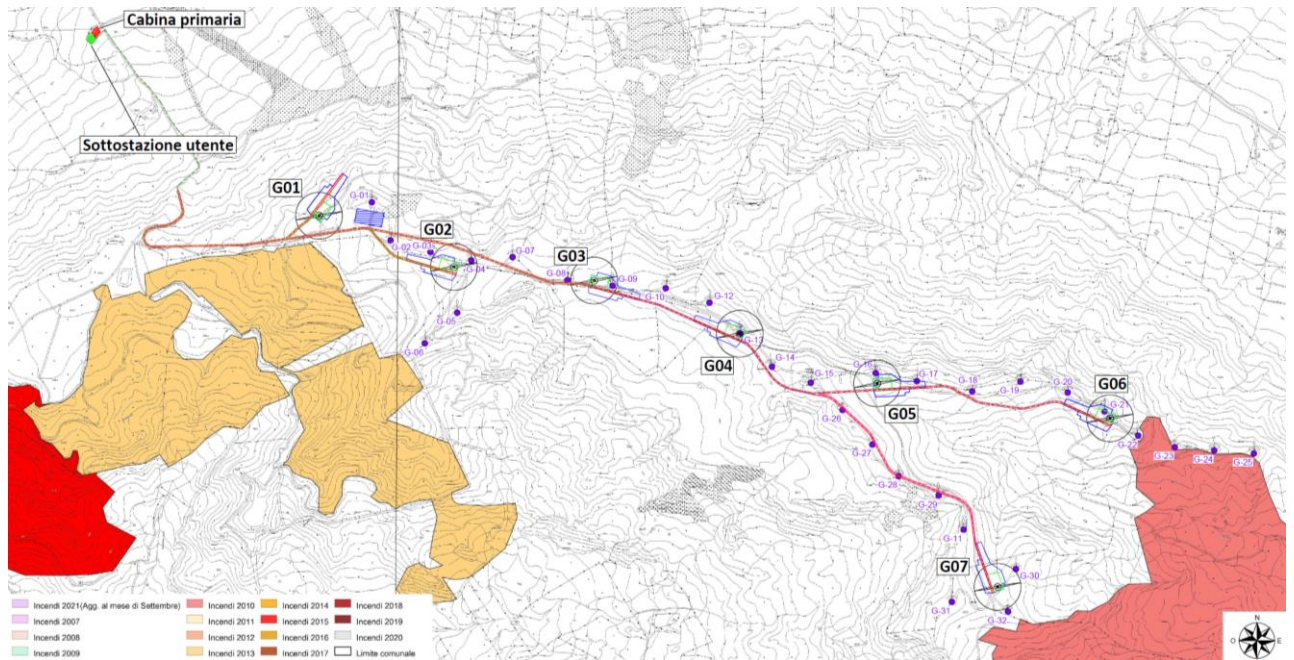 Cabina primaria
Sottostazione utente
G01
G-01
G02
G-02
G-03
G-04
G-07
G03
G-08
G-09
G-10
G-12
G-05
G-06
G-13
G04
G-14
G-15
G-16
G-17
G05
G-18
G-19
G-20
G06
G-21
G-22
G-23
G-24
G-25
G-26
G-27
G-28
G-29
G-11
G07
G-30
G-31
G-32
Incendi 2021(Agg. al mese di Settembre)
Incendi 2007
Incendi 2008
Incendi 2009
Incendi 2010
Incendi 2011
Incendi 2012
Incendi 2013
Incendi 2014
Incendi 2015
Incendi 2016
Incendi 2017
Incendi 2018
Incendi 2019
Incendi 2020
Limite comunale
N
O
E
S